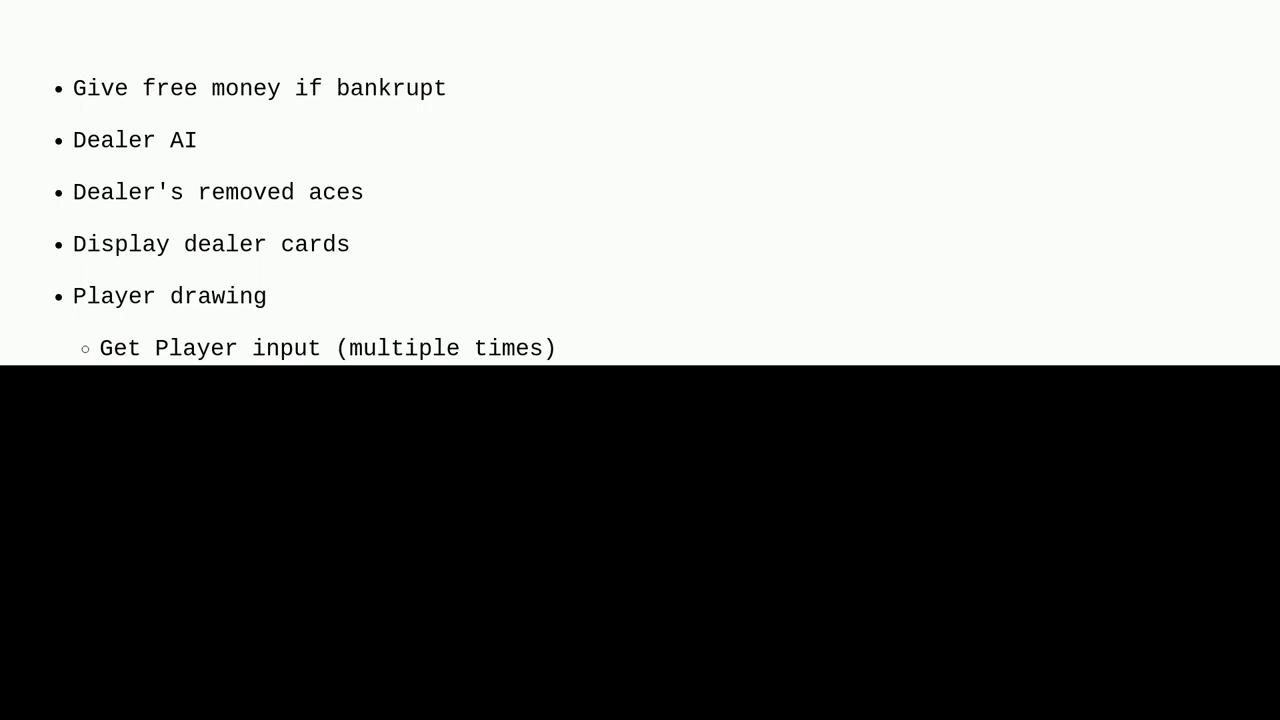 • Give free money if bankrupt
• Dealer AI
• Dealer's removed aces
• Display dealer cards
• Player drawing
○ Get Player input (multiple times)